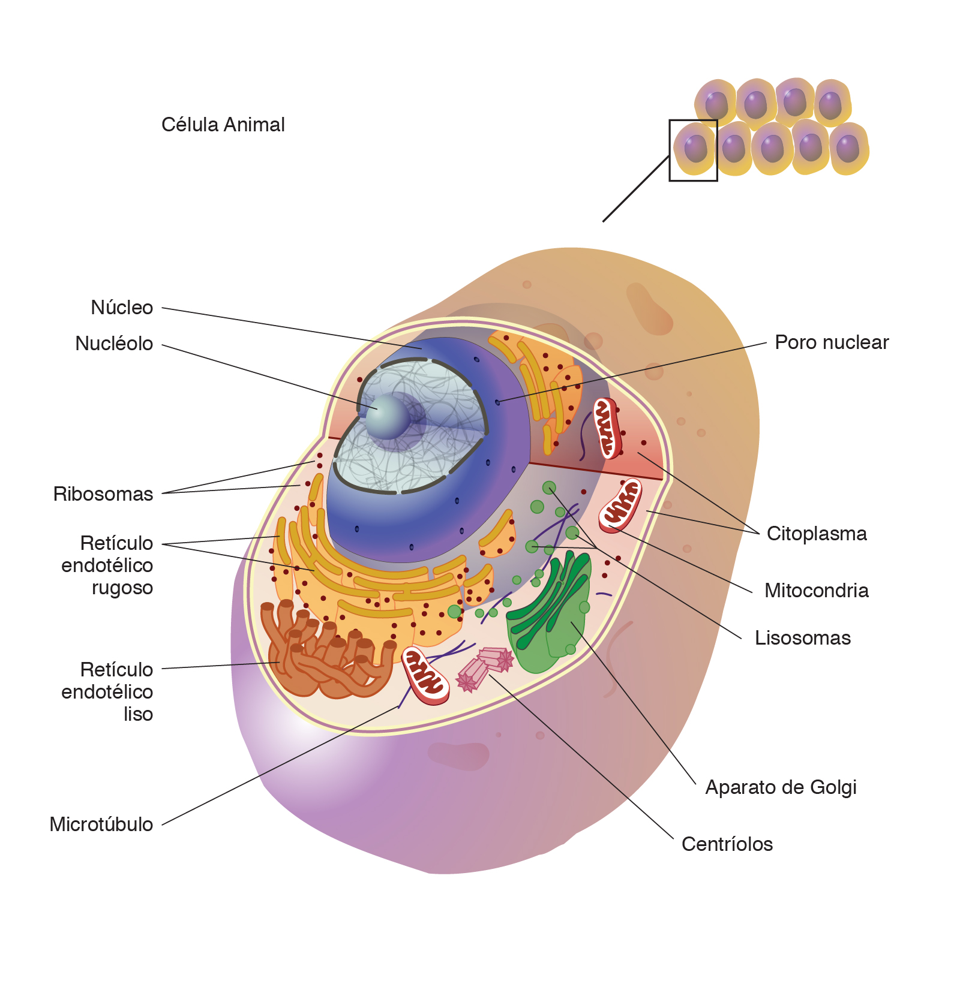 Célula Animal
Núcleo
Nucléolo
Poro nuclear
Ribosomas
Citoplasma
Retículo
endotélico
rugoso
Mitocondria
Lisosomas
Retículo
endotélico
liso
Aparato de Golgi
Microtúbulo
Centríolos